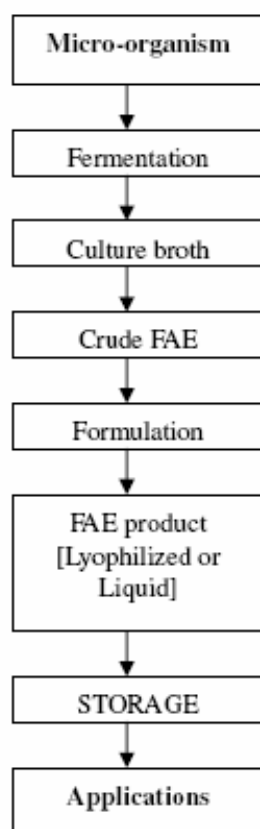 Micro-organism
Fermentation
Culture broth
Crude FAE
Formulation
FAE product
[Lyophilized or
Liquid]
STORAGE
Applications